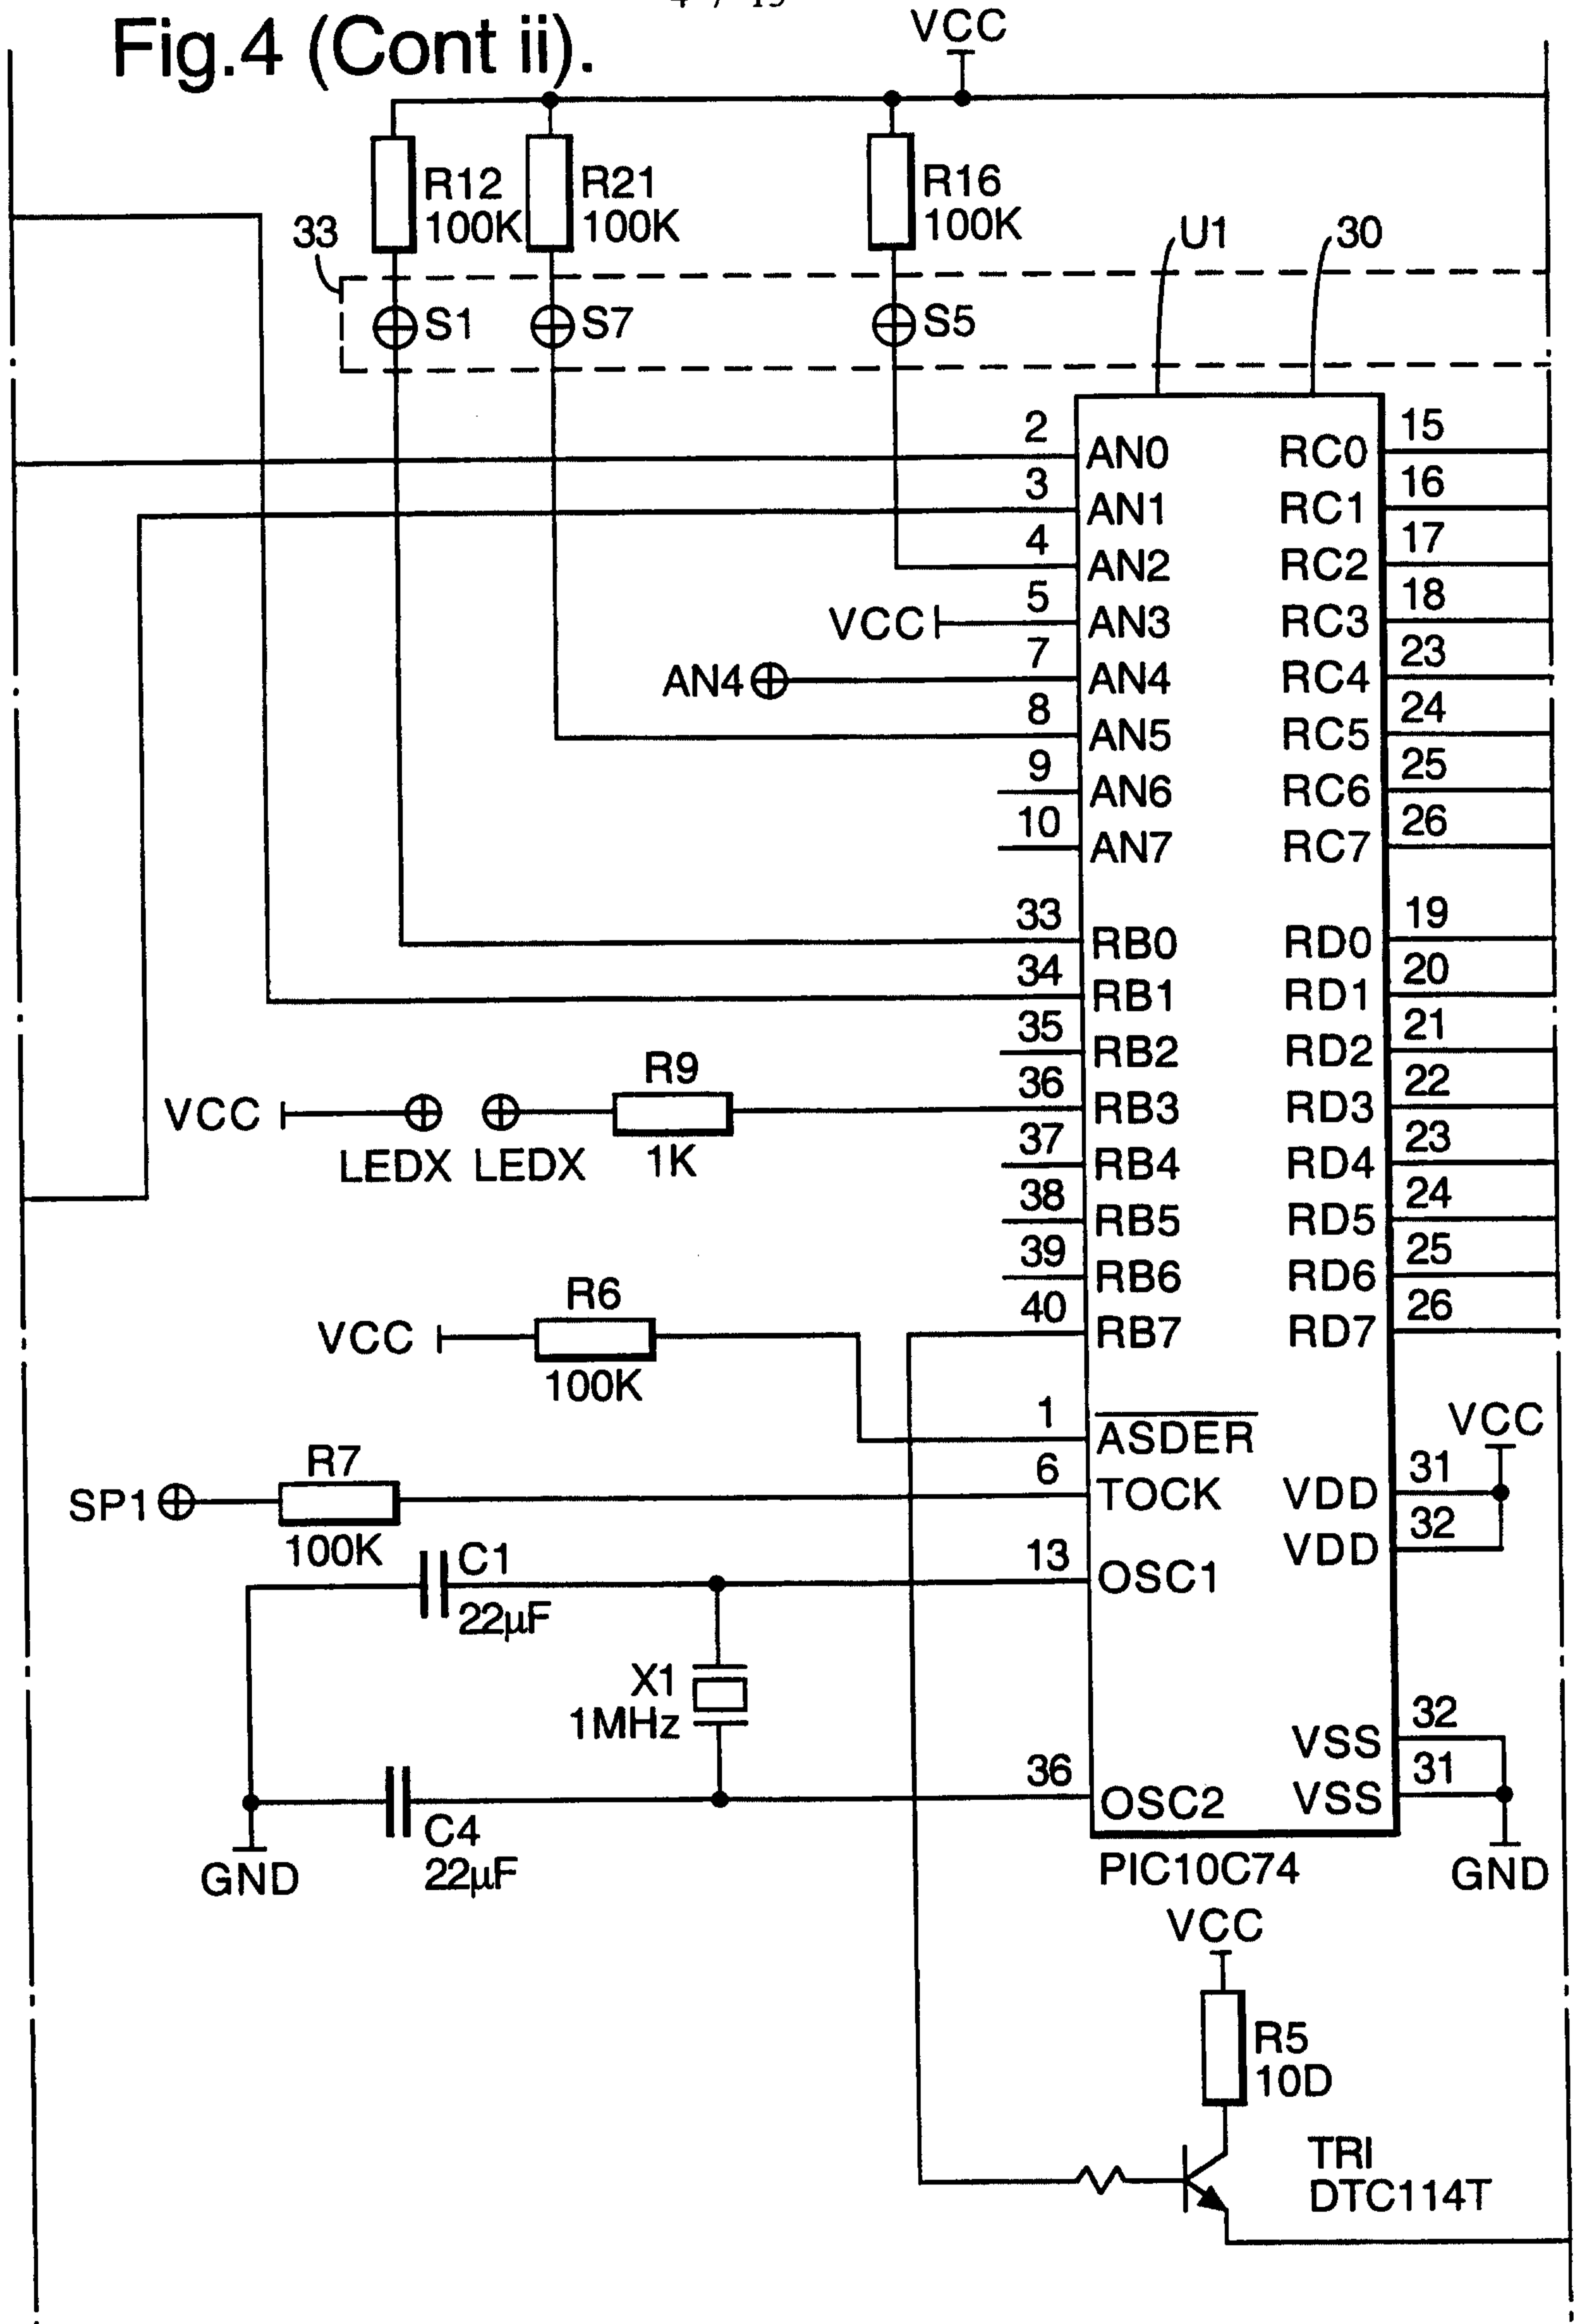 4 / 15
Fig.4 (Cont ii).
VCC
R12
100K
R21
100K
R16
100K
33
U1
30
S1
S7
S5
2
AN0
RC0
15
3
AN1
RC1
16
4
AN2
RC2
17
VCC
5
AN3
RC3
18
AN4
7
AN4
RC4
23
8
AN5
RC5
24
9
AN6
RC6
25
10
AN7
RC7
26
33
RB0
RD0
19
34
RB1
RD1
20
35
RB2
RD2
21
VCC
LEDX
LEDX
R9
1K
36
RB3
RD3
22
37
RB4
RD4
23
38
RB5
RD5
24
39
RB6
RD6
25
40
RB7
RD7
26
VCC
R6
100K
1
ASDER
VCC
SP1
R7
100K
6
TOCK
VDD
31
VDD
32
C1
22µF
13
OSC1
X1
1MHz
VSS
32
36
OSC2
VSS
31
C4
22µF
GND
PIC10C74
GND
VCC
R5
10D
TRI
DTC114T